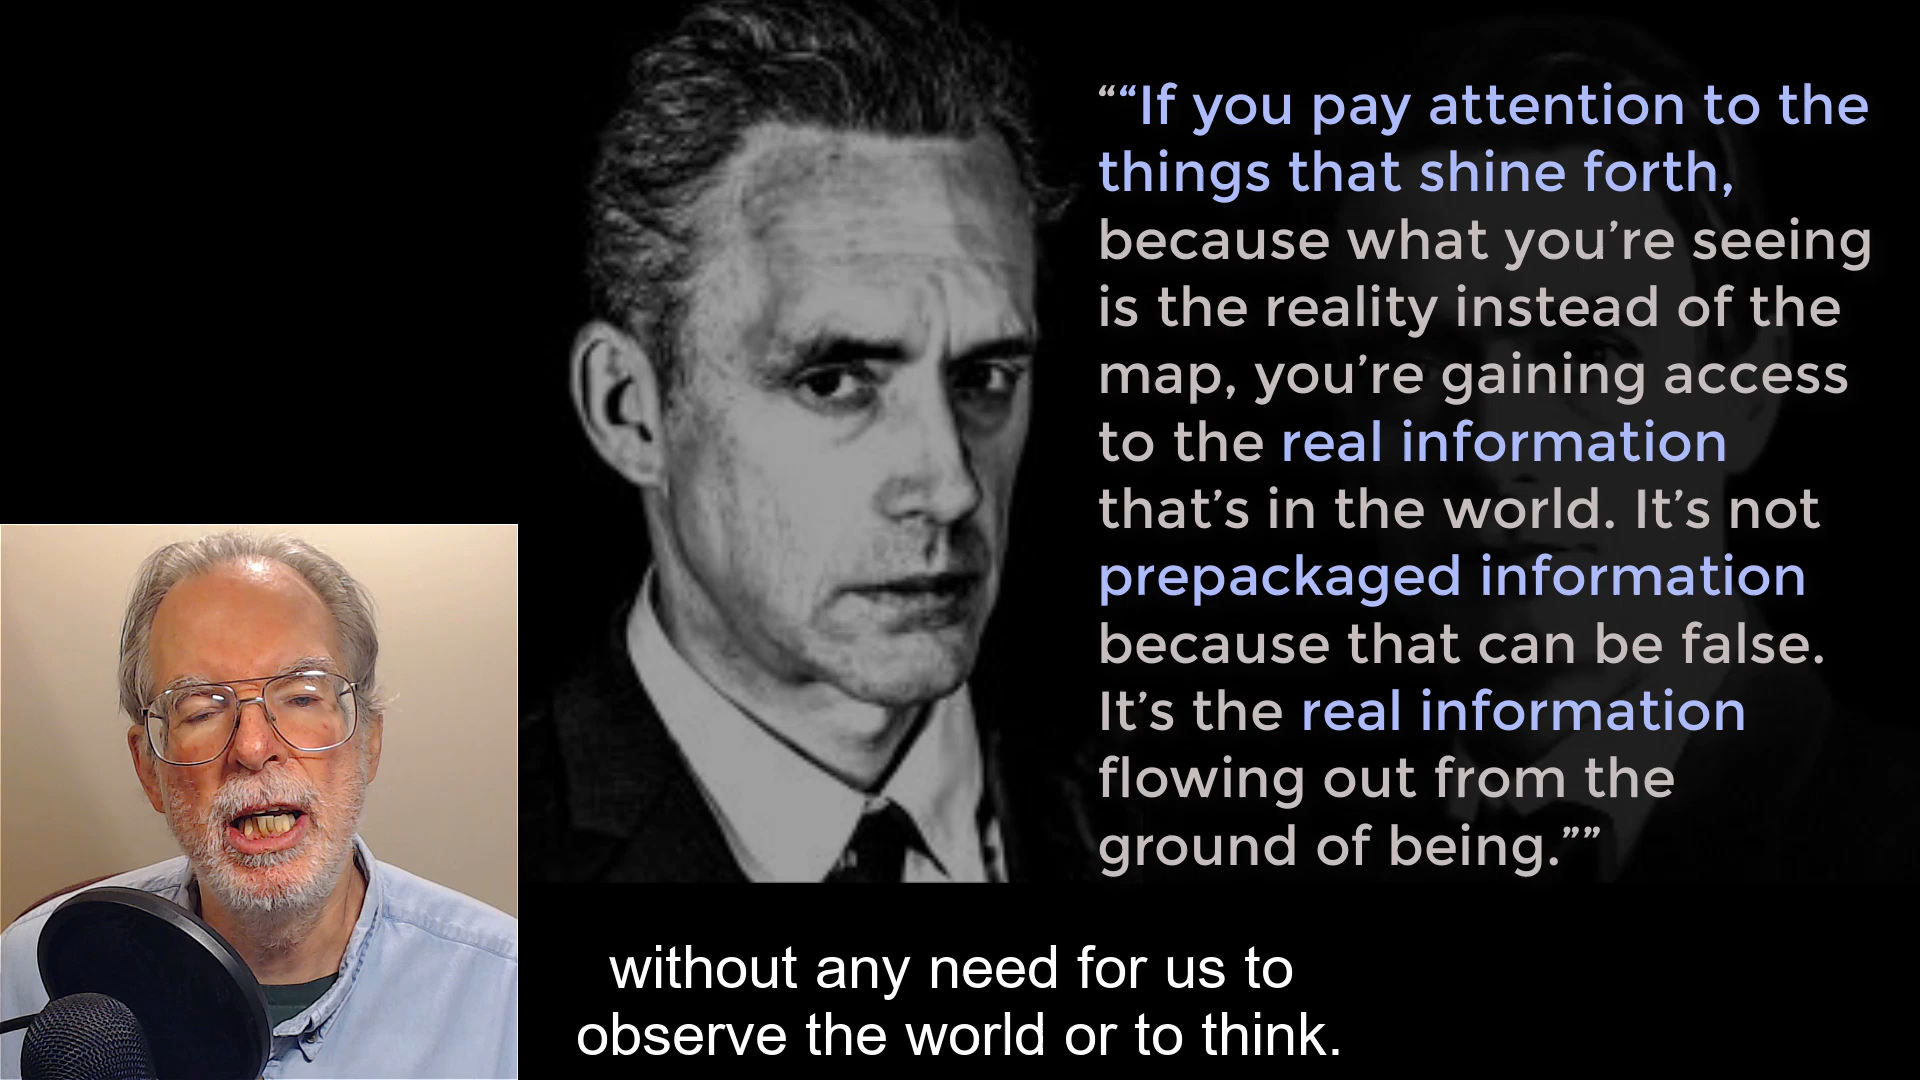 ““If you pay attention to the
things that shine forth,
because what you’re seeing
is the reality instead of the
map, you’re gaining access
to the real information
that’s in the world. It’s not
prepackaged information
because that can be false.
It’s the real information
flowing out from the
ground of being.””
without any need for us to
observe the world or to think.